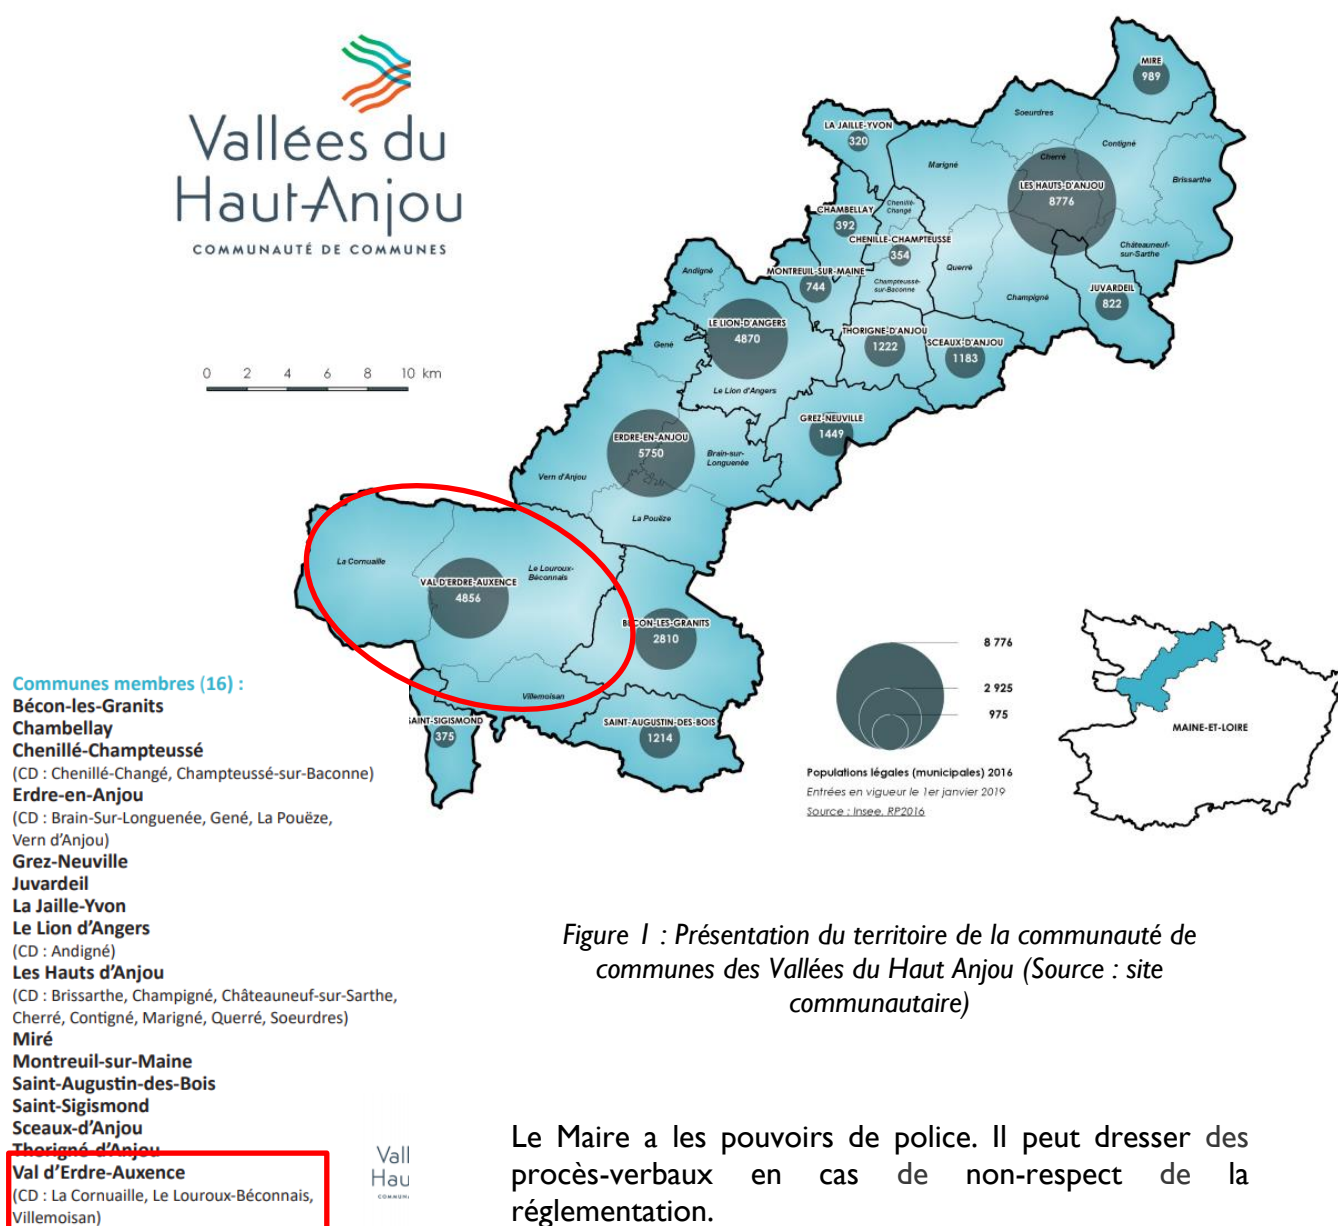 Vallées du
Haut-Anjou
COMMUNAUTÉ DE COMMUNES
0 2 4 6 8 10 km
MIRE
989
Soeurdres
LA JAILLE-YVON
320
Contigné
Marigné
Cherré
Brissarthe
LES HAUTS-D'ANJOU
8776
Chenillé-
Changé
CHAMBELLAY
392
CHENILLE-CHAMPTEUSSE
354
Châteauneuf-
sur-Sarthe
Andigné
MONTREUIL-SUR-MAINE
744
Querré
Champteussé-
sur-Baconne
JUVARDEIL
822
Champigné
LE LION-D'ANGERS
4870
THORIGNE-D'ANJOU
1222
SCEAUX-D'ANJOU
1183
Gené
Le Lion d'Angers
GREZ-NEUVILLE
1449
ERDRE-EN-ANJOU
5750
Brain-sur-
Longuenée
Vern d'Anjou
La Pouëze
La Cornuaille
Le Louroux-
Béconnais
VAL D'ERDRE-AUXENCE
4856
BÉCON-LES-GRANITS
2810
Villemoisan
SAINT-SIGISMOND
375
SAINT-AUGUSTIN-DES-BOIS
1214
8 776
2 925
975
Populations légales (municipales) 2016
Entrées en vigueur le 1er janvier 2019
Source : Insee, RP2016
MAINE-ET-LOIRE
Communes membres (16) :
Bécon-les-Granits
Chambellay
Chenillé-Champteussé
(CD : Chenillé-Changé, Champteussé-sur-Baconne)
Erdre-en-Anjou
(CD : Brain-Sur-Longuenée, Gené, La Pouëze,
Vern d'Anjou)
Grez-Neuville
Juvardeil
La Jaille-Yvon
Le Lion d'Angers
(CD : Andigné)
Les Hauts d'Anjou
(CD : Brissarthe, Champigné, Châteauneuf-sur-Sarthe,
Cherré, Contigné, Marigné, Querré, Soeurdres)
Miré
Montreuil-sur-Maine
Saint-Augustin-des-Bois
Saint-Sigismond
Sceaux-d'Anjou
Thorigné-d'Anjou
Val d'Erdre-Auxence
(CD : La Cornuaille, Le Louroux-Béconnais,
Villemoisan)
Vall
Hau
COMMUN
Figure 1 : Présentation du territoire de la communauté de
communes des Vallées du Haut Anjou (Source : site
communautaire)
Le Maire a les pouvoirs de police. Il peut dresser des
procès-verbaux en cas de non-respect de la
réglementation.